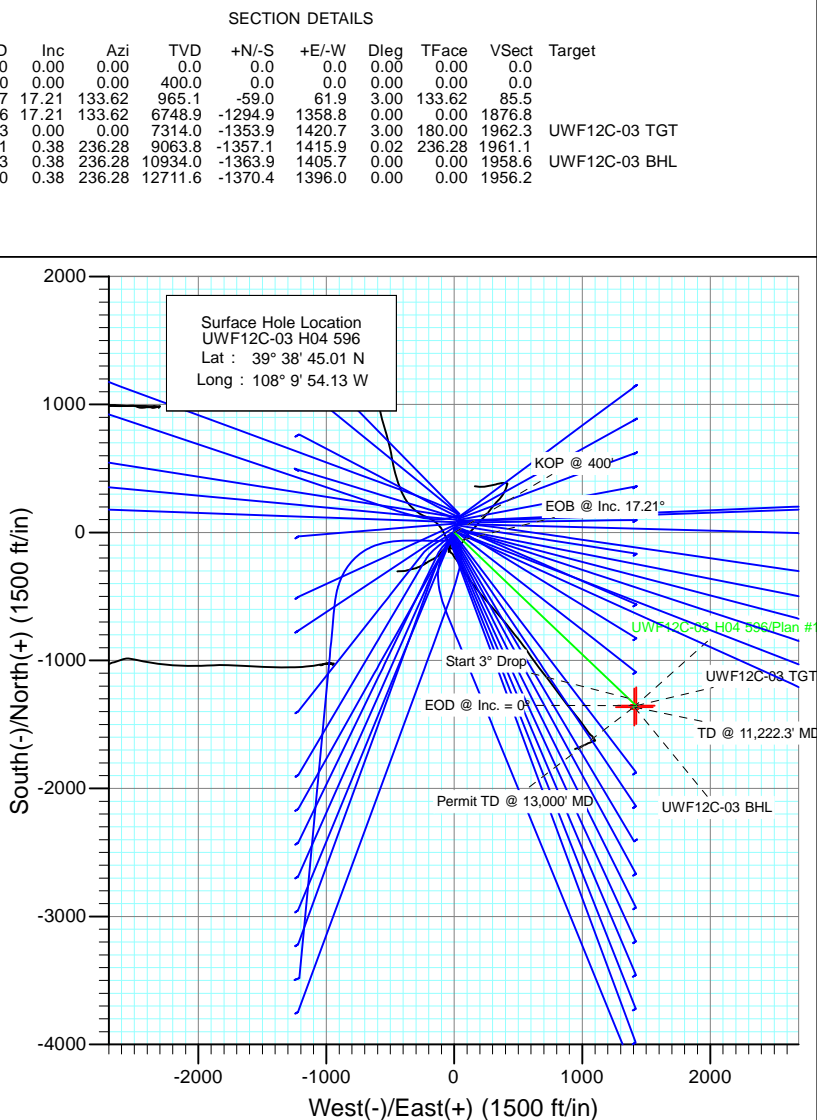 SECTION DETAILS
D Inc Azi TVD +N/-S +E/-W Dleg TFace VSect Target
0 0.00 0.00 0.0 0.0 0.0 0.00 0.00 0.0
0 0.00 0.00 400.0 0.0 0.0 0.00 0.00 0.0
7 17.21 133.62 965.1 -59.0 61.9 3.00 133.62 85.5
6 17.21 133.62 6748.9 -1294.9 1358.8 0.00 0.00 1876.8
3 0.00 0.00 7314.0 -1353.9 1420.7 3.00 180.00 1962.3 UWF12C-03 TGT
1 0.38 236.28 9063.8 -1357.1 1415.9 0.02 236.28 1961.1
3 0.38 236.28 10934.0 -1363.9 1405.7 0.00 0.00 1958.6 UWF12C-03 BHL
0 0.38 236.28 12711.6 -1370.4 1396.0 0.00 0.00 1956.2
2000
Surface Hole Location
UWF12C-03 H04 596
Lat : 39° 38' 45.01 N
Long : 108° 9' 54.13 W
1000
KOP @ 400'
EOB @ Inc. 17.21°
0
UWF12C-03 H04 596/Plan #1
Start 3° Drop
-1000
UWF12C-03 TGT
EOD @ Inc. = 0°
TD @ 11,222.3' MD
-2000
Permit TD @ 13,000' MD
UWF12C-03 BHL
-3000
-4000
South(-)/North(+) (1500 ft/in)
-2000 -1000 0 1000 2000
West(-)/East(+) (1500 ft/in)